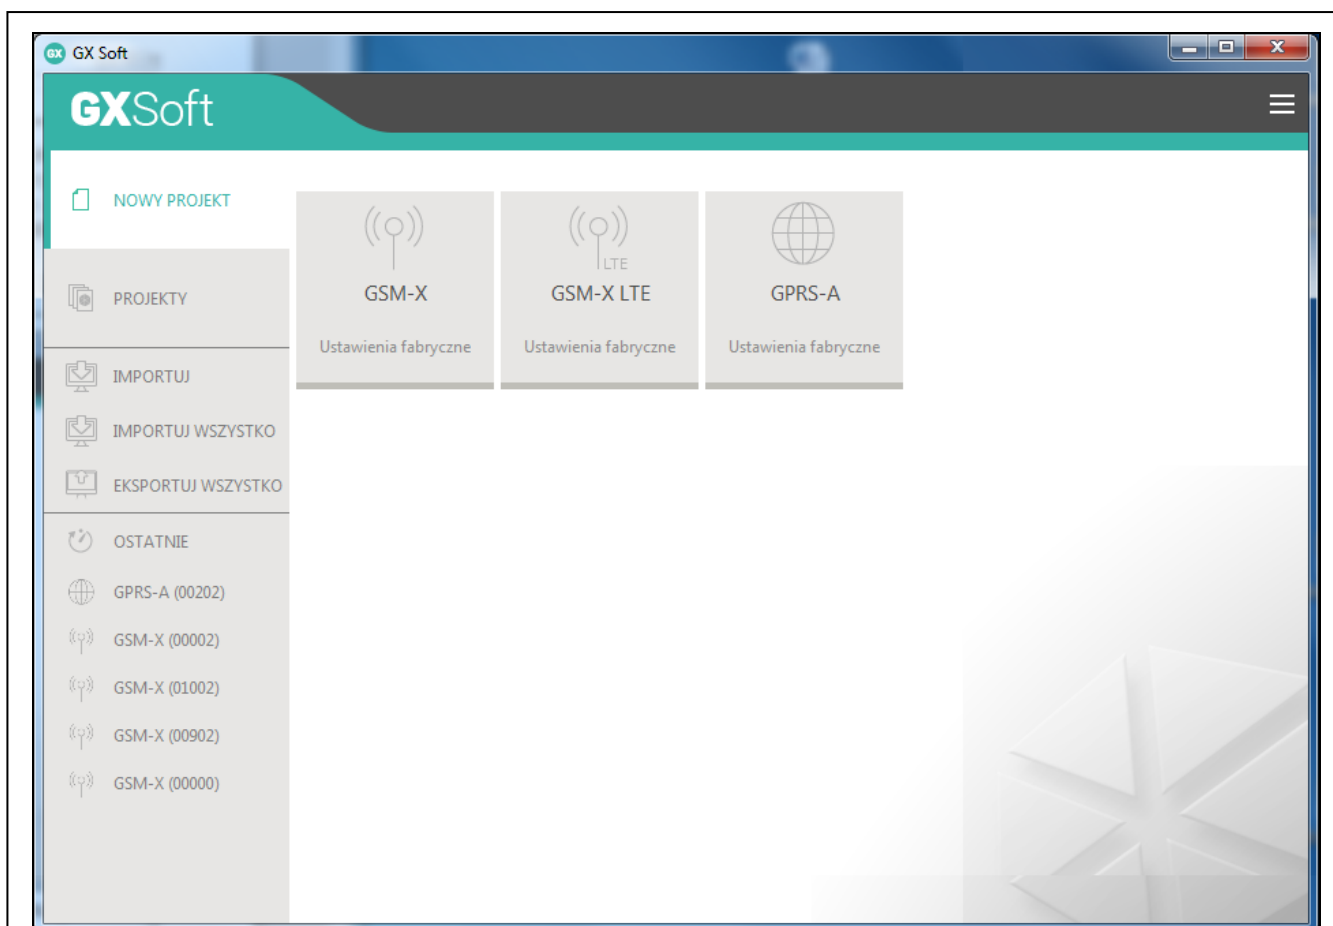 GX GX Soft
GXSoft
NOWY PROJEKT
PROJEKTY
IMPORTUJ
IMPORTUJ WSZYSTKO
EKSPORTUJ WSZYSTKO
OSTATNIE
GPRS-A (00202)
GSM-X (00002)
GSM-X (01002)
GSM-X (00902)
GSM-X (00000)
GSM-X
Ustawienia fabryczne
LTE
GSM-X LTE
Ustawienia fabryczne
GPRS-A
Ustawienia fabryczne